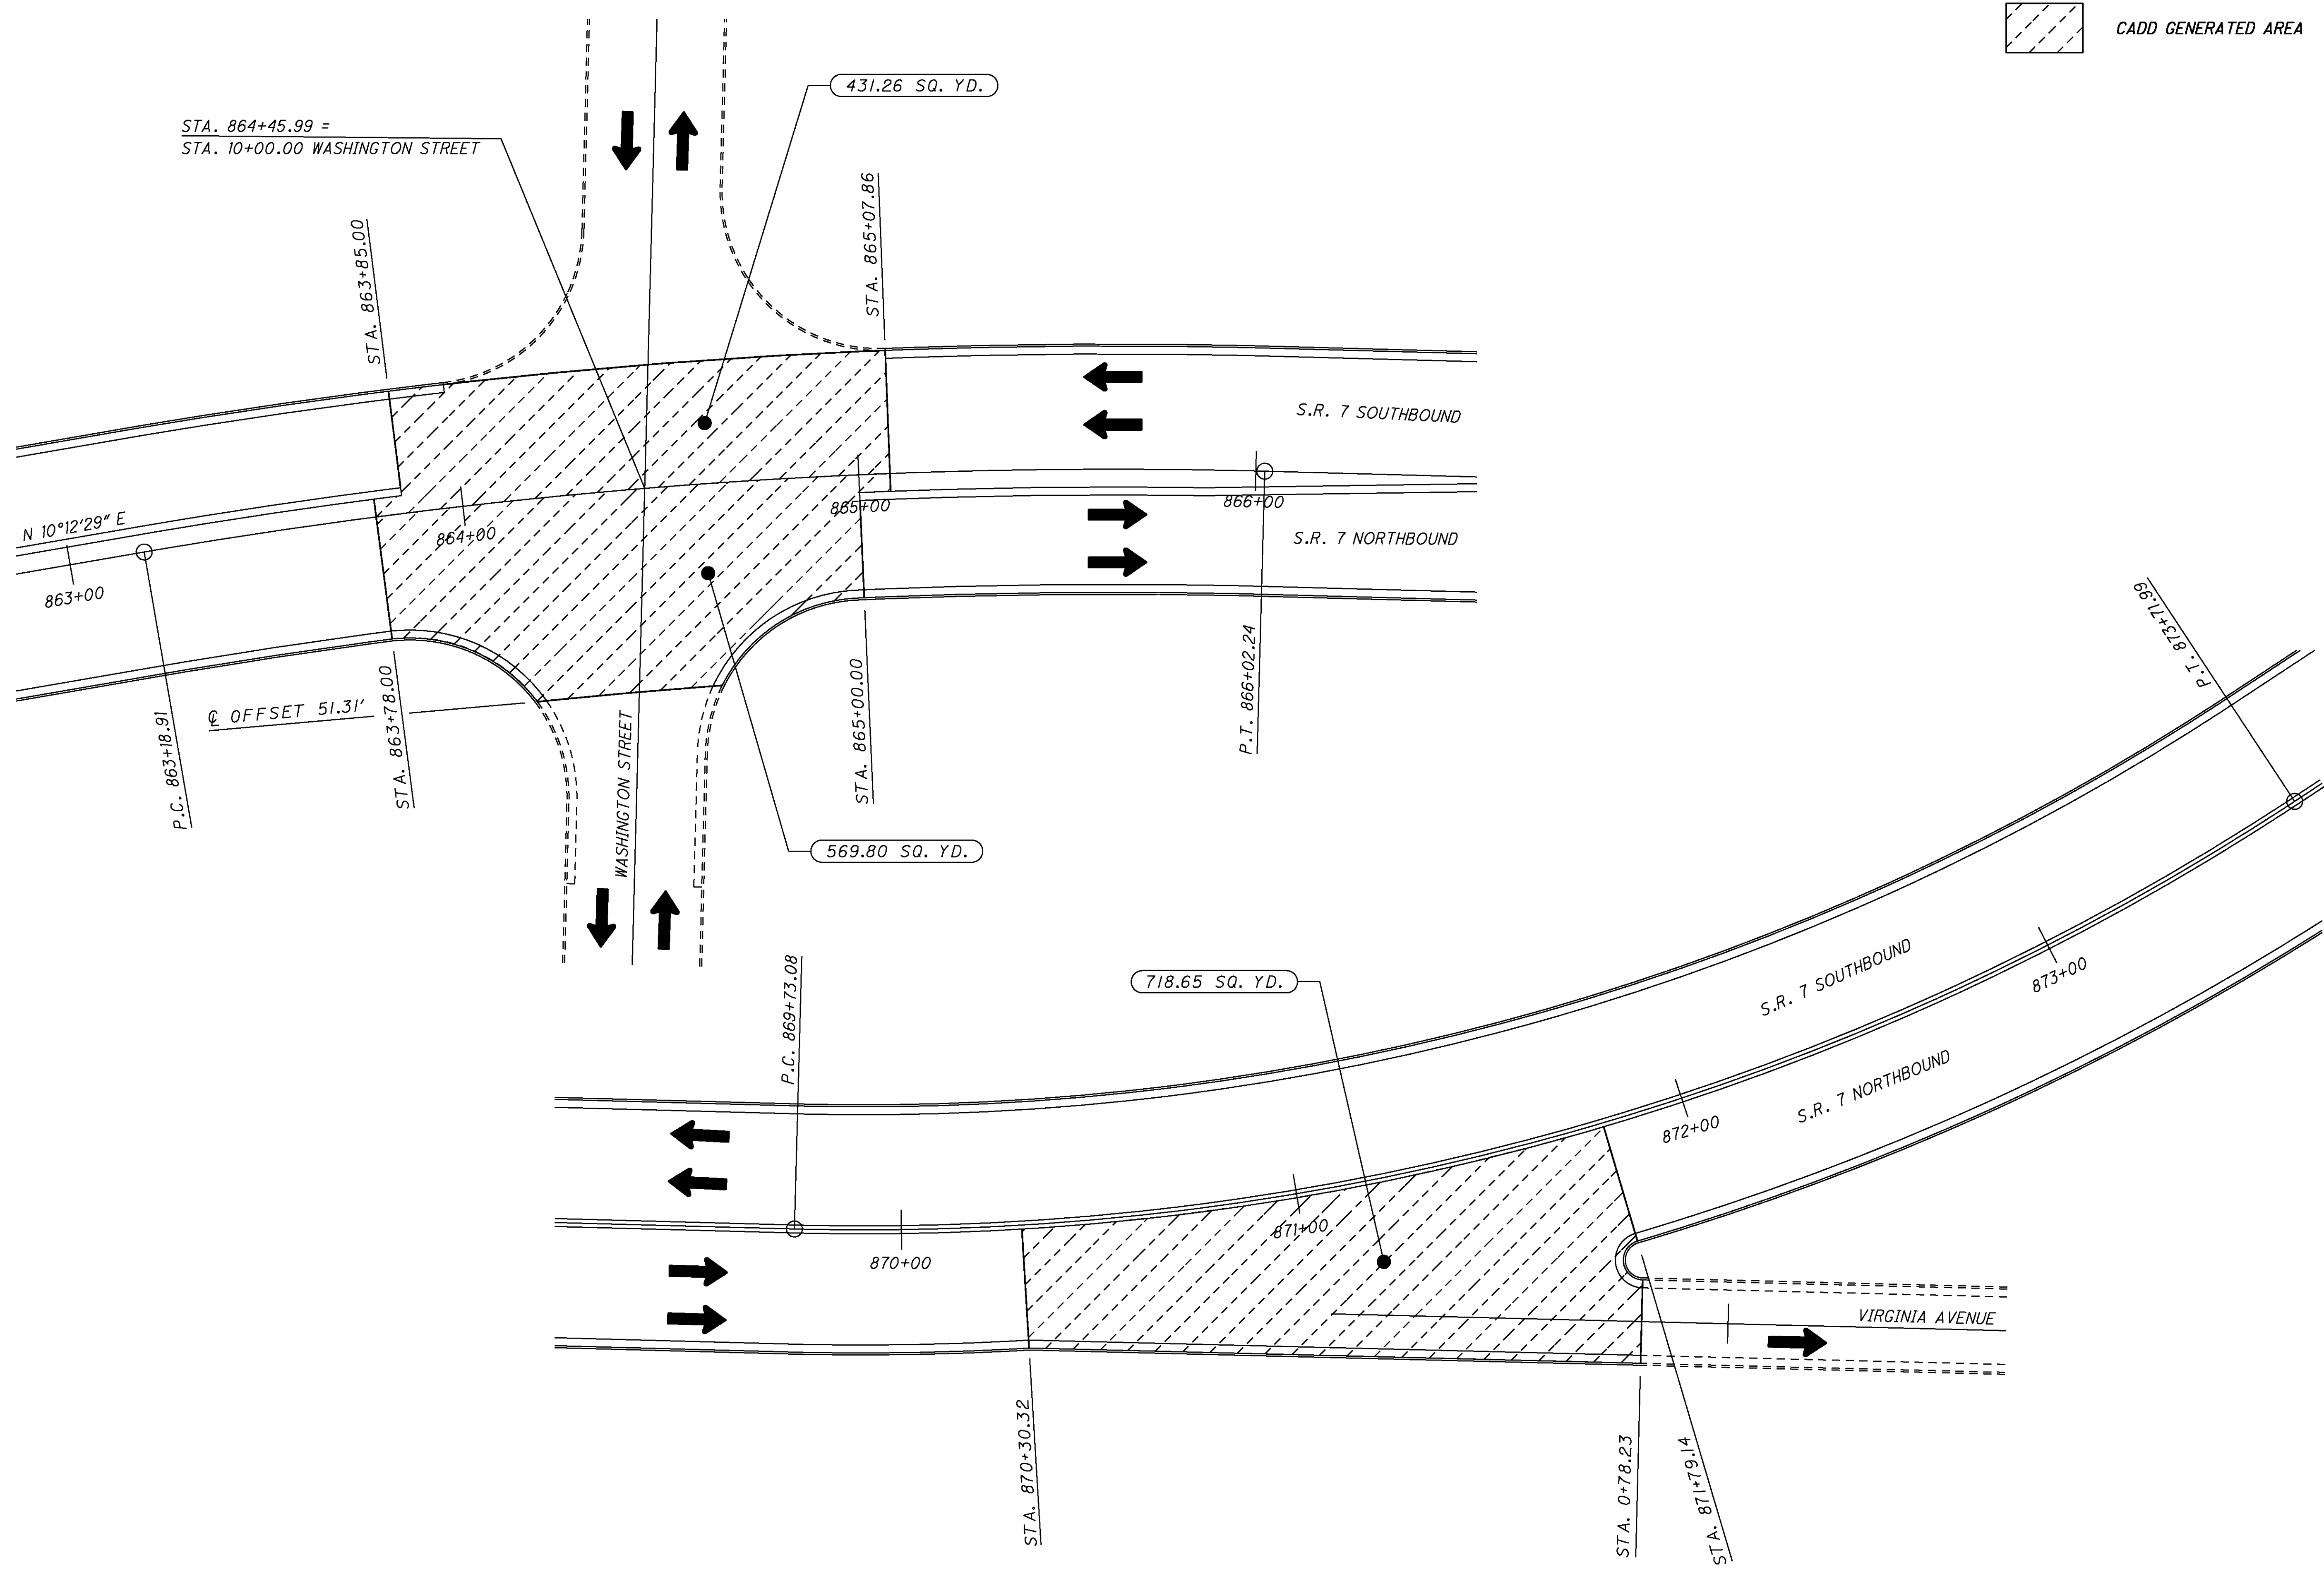 CADD GENERATED AREA
431.26 SQ. YD.
STA. 864+45.99 =
STA. 10+00.00 WASHINGTON STREET
STA. 863+85.00
STA. 865+07.86
S.R. 7 SOUTHBOUND
N 10°12'29" E
863+00
864+00
865+00
866+00
S.R. 7 NORTHBOUND
℄ OFFSET 51.31'
P.C. 863+18.91
STA. 863+78.00
WASHINGTON STREET
STA. 865+00.00
P.T. 866+02.24
569.80 SQ. YD.
P.T. 873+71.99
P.C. 869+73.08
718.65 SQ. YD.
S.R. 7 SOUTHBOUND
873+00
S.R. 7 NORTHBOUND
872+00
871+00
870+00
VIRGINIA AVENUE
STA. 870+30.32
STA. 0+78.23
STA. 871+79.14